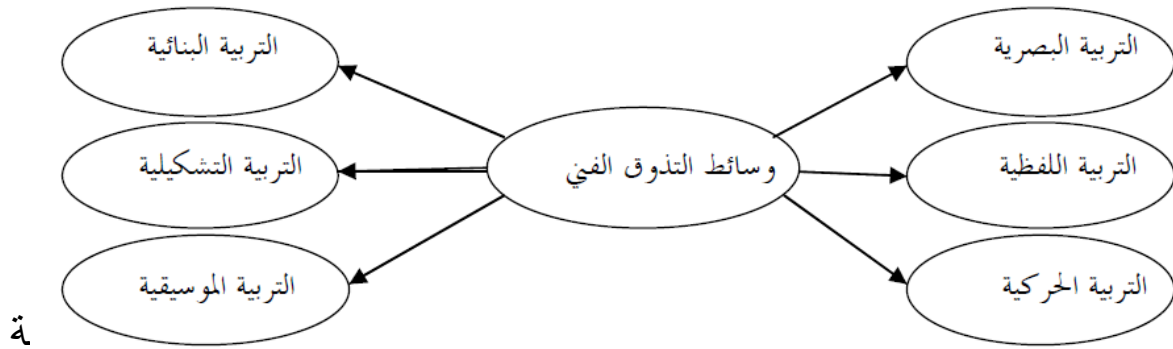 التربية البصرية
التربية البنائية
وسائط التذوق الفني
التربية اللفظية
التربية التشكيلية
التربية الحركية
التربية الموسيقية
ة